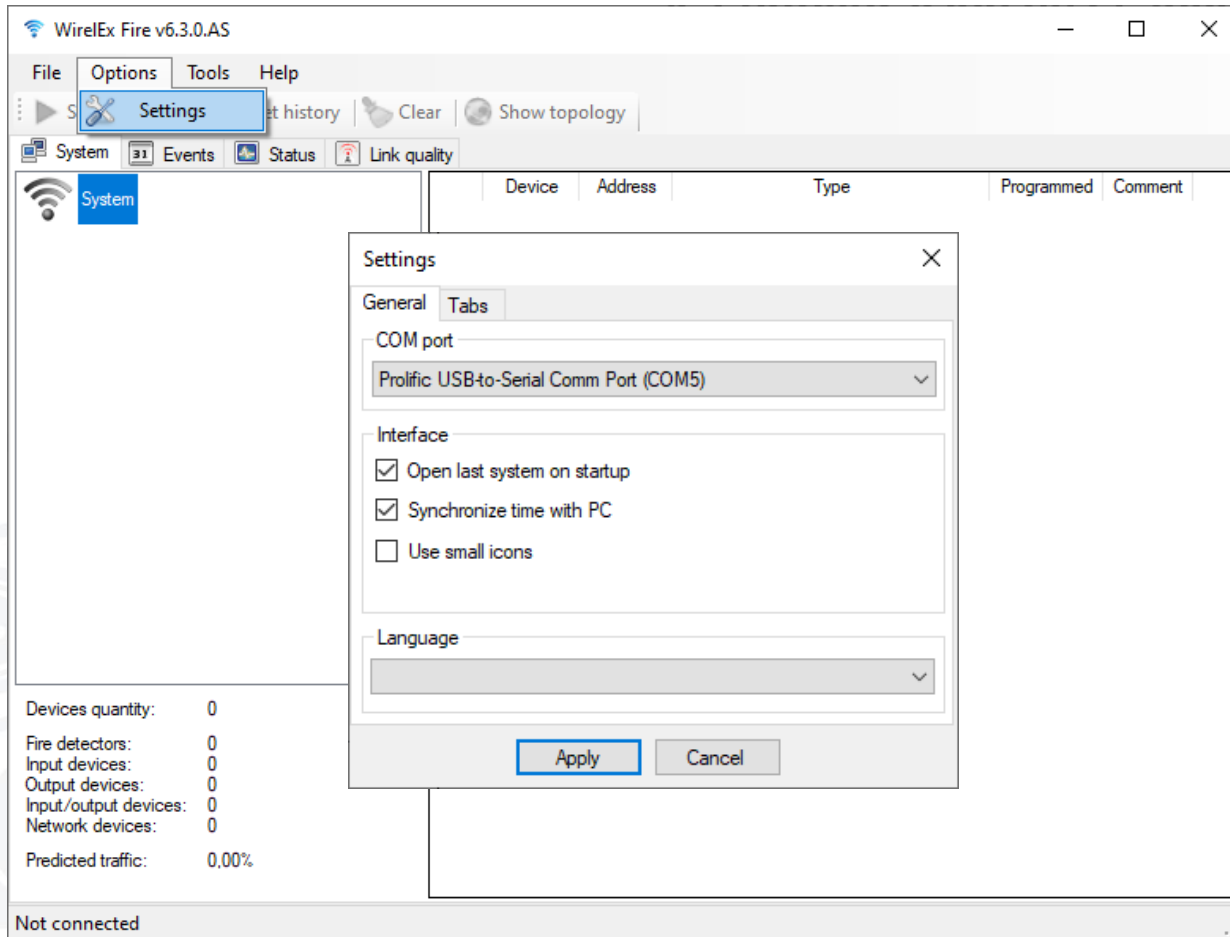 WirelEx Fire v6.3.0.AS
File Options Tools Help
Settings
S et history Clear Show topology
System 31 Events Status Link quality
System
Device Address Type Programmed Comment
Settings
General Tabs
COM port
Prolific USB-to-Serial Comm Port (COM5)
Interface
Open last system on startup
Synchronize time with PC
Use small icons
Language
Apply Cancel
Devices quantity: 0
Fire detectors: 0
Input devices: 0
Output devices: 0
Input/output devices: 0
Network devices: 0
Predicted traffic: 0,00%
Not connected